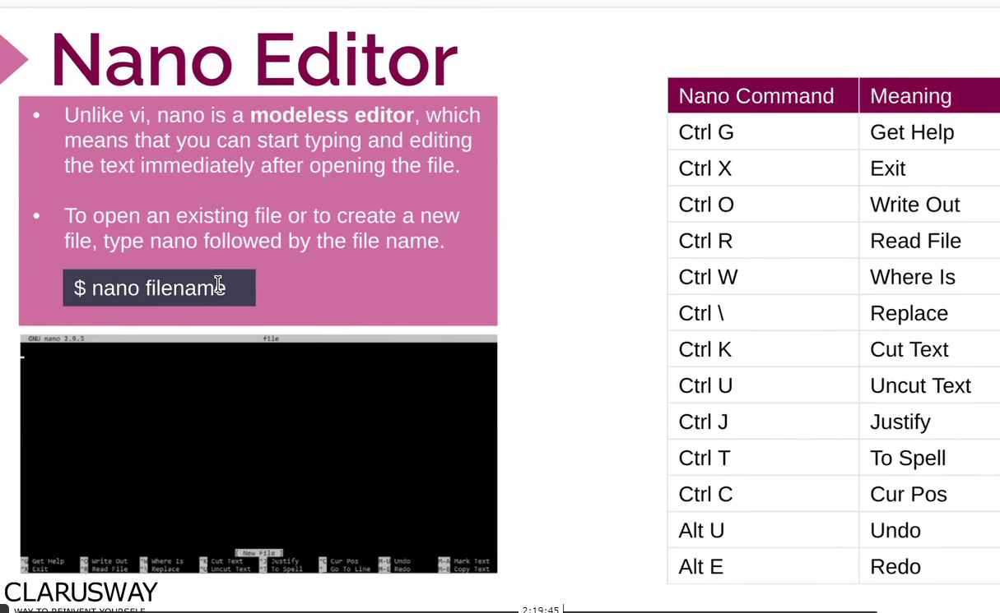 Nano Editor
• Unlike vi, nano is a modeless editor, which
means that you can start typing and editing
the text immediately after opening the file.
• To open an existing file or to create a new
file, type nano followed by the file name.
$ nano filename
GNU nano 2.9.3 file
[ New File ]
^G Get Help ^O Write Out ^W Where Is ^K Cut Text ^J Justify ^C Cur Pos M-U Undo M-A Mark Text
^X Exit ^R Read File ^\ Replace ^U Uncut Text ^T To Spell ^_ Go To Line M-E Redo M-6 Copy Text
Nano Command Meaning
Ctrl G Get Help
Ctrl X Exit
Ctrl O Write Out
Ctrl R Read File
Ctrl W Where Is
Ctrl \ Replace
Ctrl K Cut Text
Ctrl U Uncut Text
Ctrl J Justify
Ctrl T To Spell
Ctrl C Cur Pos
Alt U Undo
Alt E Redo
CLARUSWAY
WAY TO REINVENT YOURSELF
2:19:45